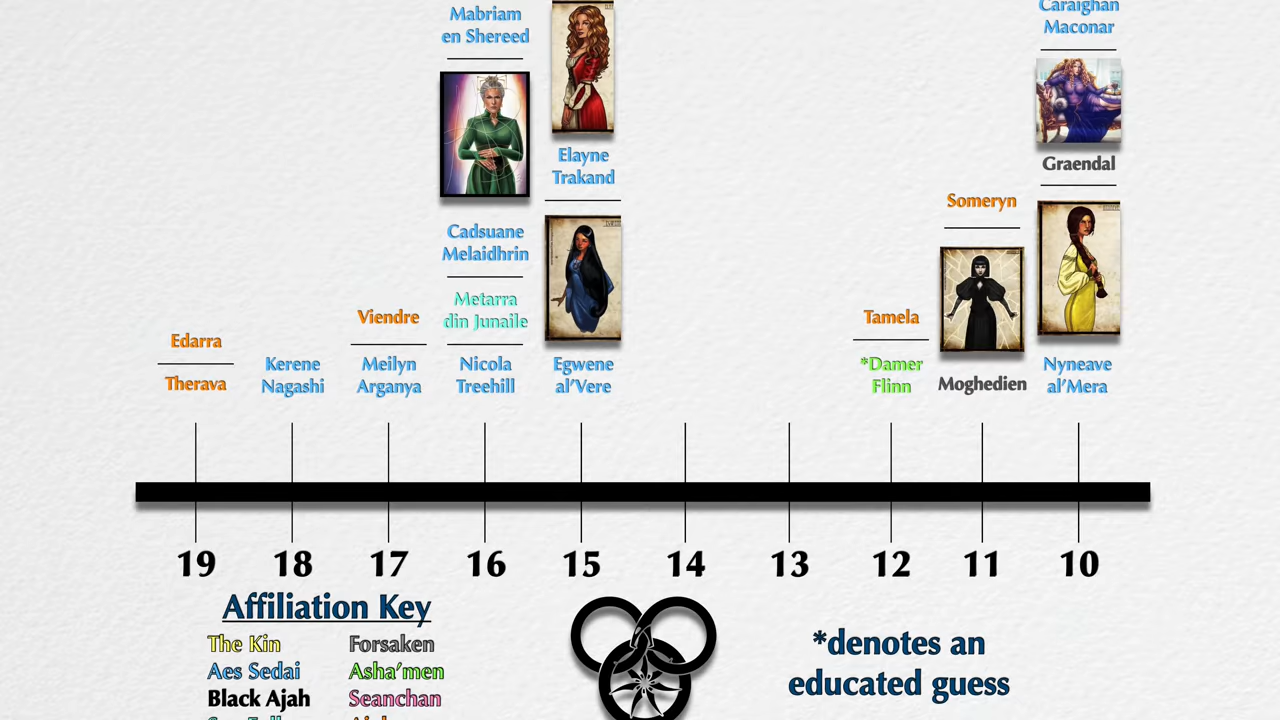 Mabriam
en Shereed
Cadsuane
Melaidhrin
Metarra
din Junaile
Nicola
Treehill
Elayne
Trakand
Egwene
al'Vere
Caraighan
Maconar
Graendal
Nyneave
al'Mera
Someryn
Moghedien
Tamela
*Damer
Flinn
Viendre
Meilyn
Arganya
Kerene
Nagashi
Edarra
Therava
19 18 17 16 15 14 13 12 11 10
Affiliation Key
The Kin
Aes Sedai
Black Ajah
Forsaken
Asha'men
Seanchan
*denotes an
educated guess